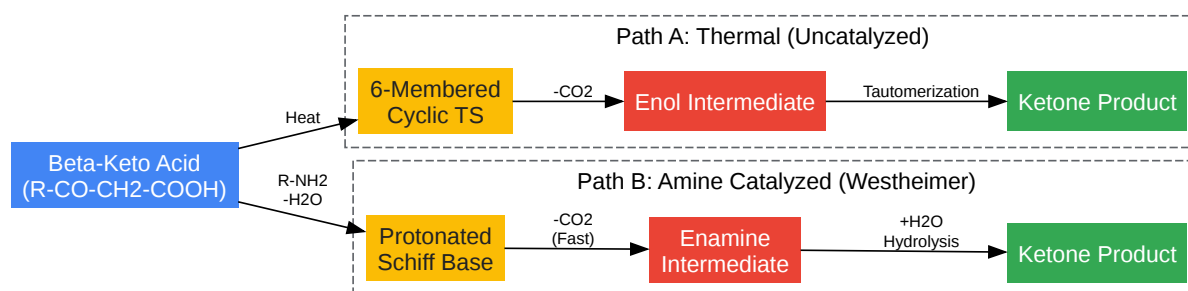 Path A: Thermal (Uncatalyzed)
6-Membered
Cyclic TS
-CO2
Enol Intermediate
Tautomerization
Ketone Product
Heat
Beta-Keto Acid
(R-CO-CH2-COOH)
R-NH2
-H2O
Path B: Amine Catalyzed (Westheimer)
Protonated
Schiff Base
-CO2
(Fast)
Enamine
Intermediate
+H2O
Hydrolysis
Ketone Product